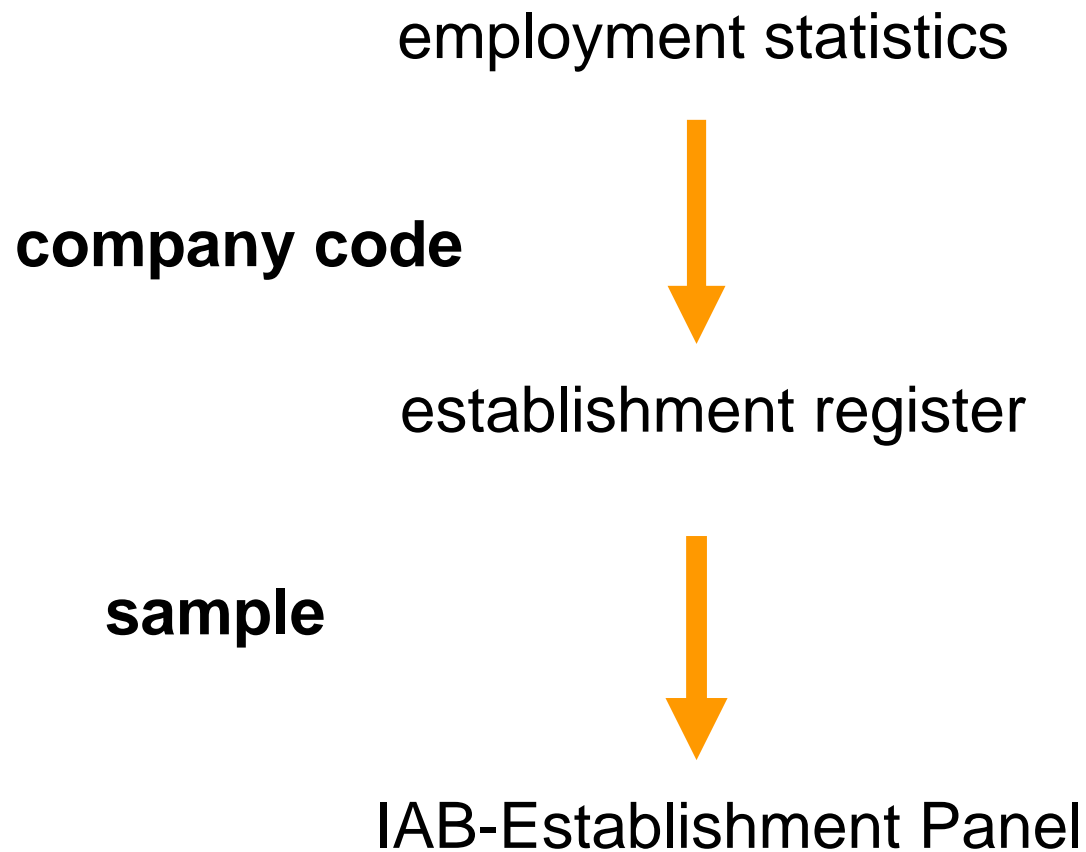 employment statistics
company code
establishment register
sample
IAB-Establishment Panel